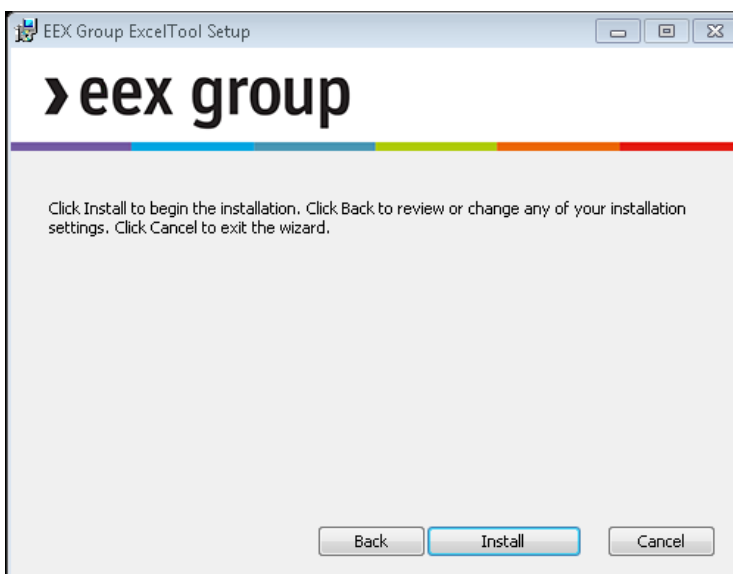 EEX Group ExcelTool Setup
eex group
Click Install to begin the installation. Click Back to review or change any of your installation
settings. Click Cancel to exit the wizard.
Back Install Cancel